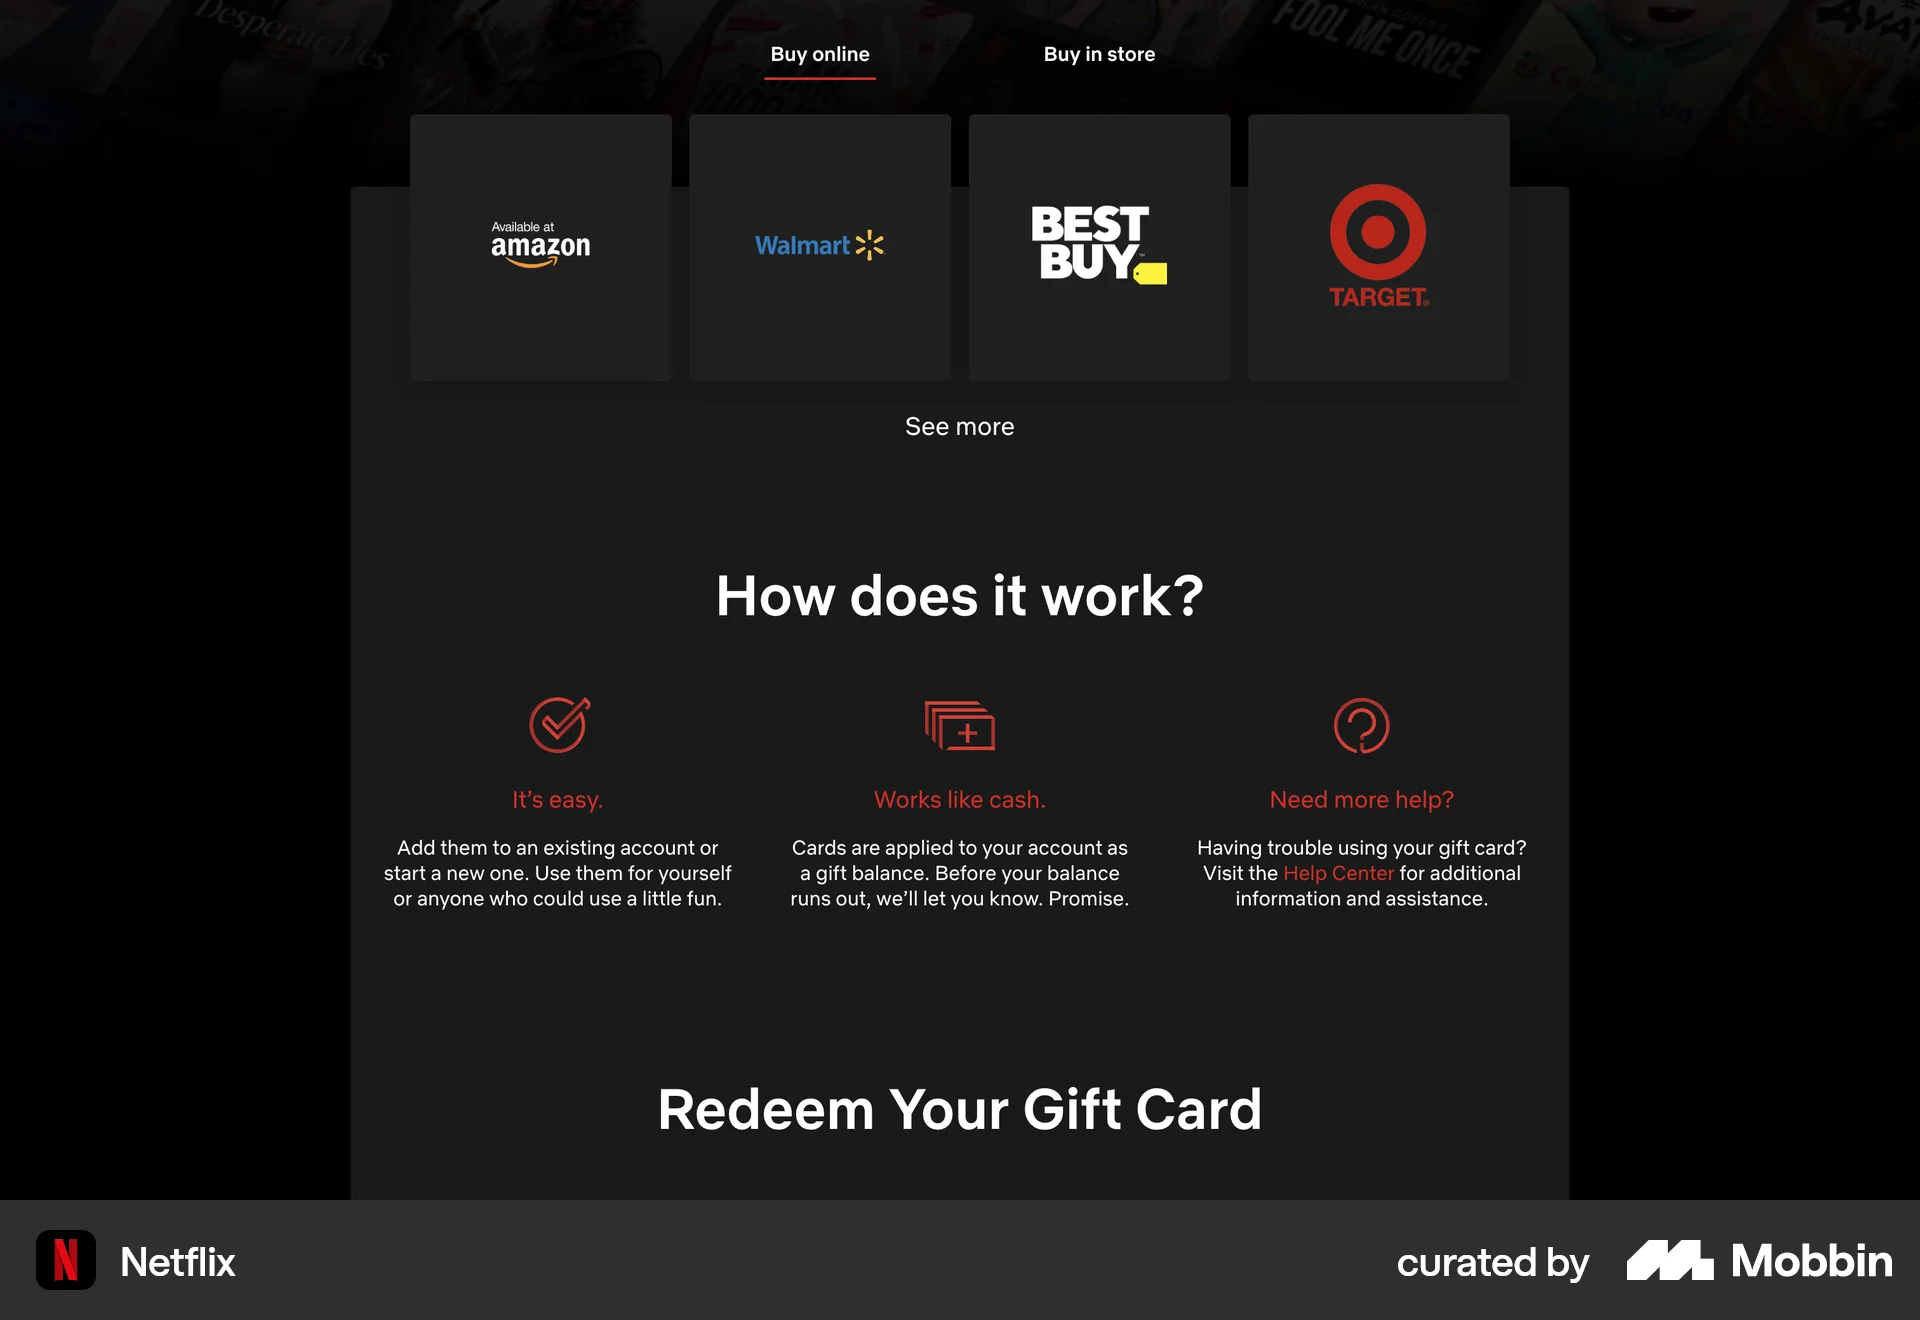 Desperate Lies
HARLAN COBEN'S
FOOL ME ONCE
Buy online
Buy in store
Available at
amazon
Walmart
BEST
BUY™
TARGET®
See more
How does it work?
It's easy.
Add them to an existing account or
start a new one. Use them for yourself
or anyone who could use a little fun.
Works like cash.
Cards are applied to your account as
a gift balance. Before your balance
runs out, we'll let you know. Promise.
Need more help?
Having trouble using your gift card?
Visit the Help Center for additional
information and assistance.
Redeem Your Gift Card
Netflix
curated by
Mobbin